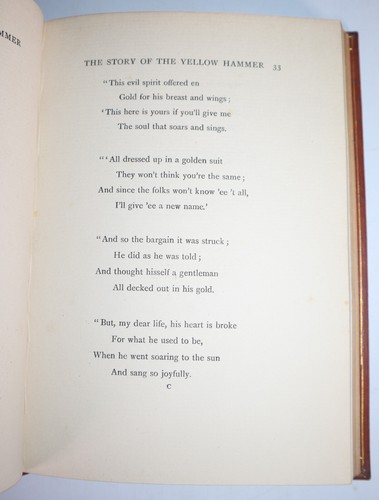 MMER
THE STORY OF THE YELLOW HAMMER 33
"This evil spirit offered en
Gold for his breast and wings;
'This here is yours if you'll give me
The soul that soars and sings.
"'All dressed up in a golden suit
They won't think you're the same;
And since the folks won't know 'ee 't all,
I'll give 'ee a new name.'
"And so the bargain it was struck;
He did as he was told;
And thought hisself a gentleman
All decked out in his gold.
"But, my dear life, his heart is broke
For what he used to be,
When he went soaring to the sun
And sang so joyfully.
C